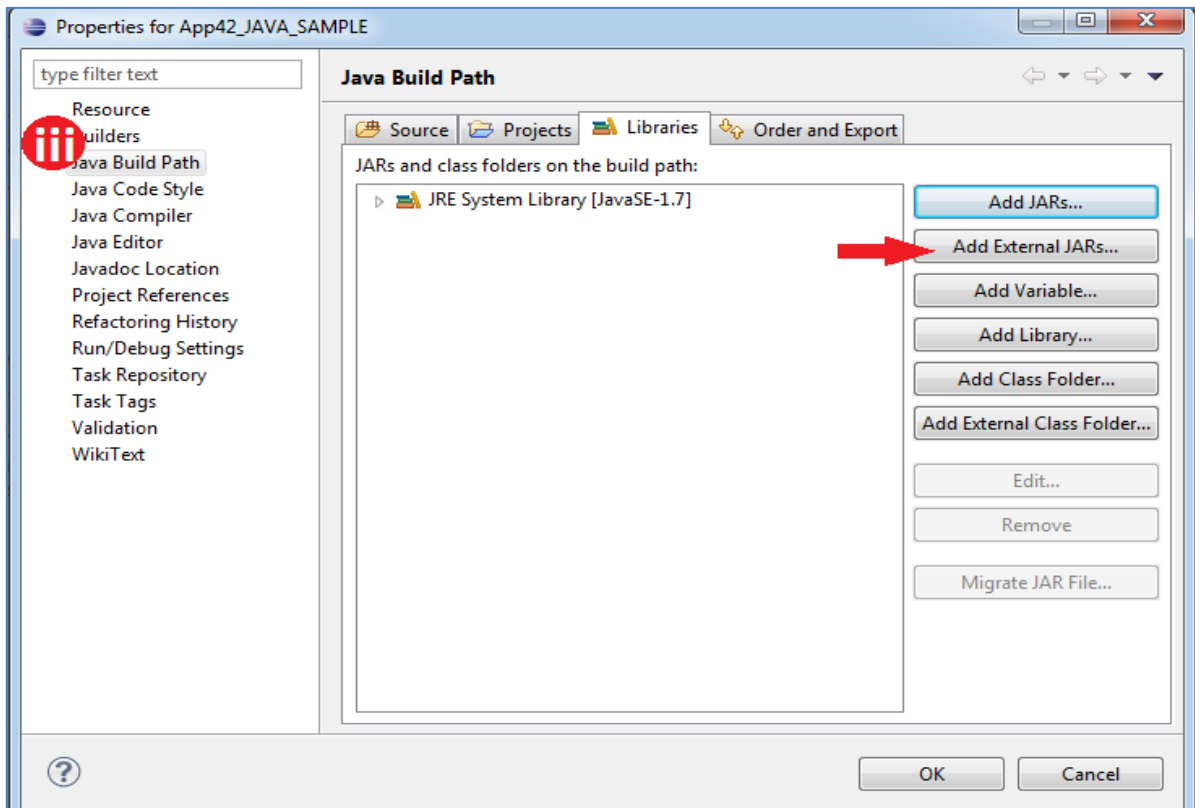 Properties for App42_JAVA_SAMPLE
type filter text
Resource
uilders
iii
Java Build Path
Java Code Style
Java Compiler
Java Editor
Javadoc Location
Project References
Refactoring History
Run/Debug Settings
Task Repository
Task Tags
Validation
WikiText
Java Build Path
Source Projects Libraries Order and Export
JARs and class folders on the build path:
JRE System Library [JavaSE-1.7]
Add JARs...
Add External JARs...
Add Variable...
Add Library...
Add Class Folder...
Add External Class Folder...
Edit...
Remove
Migrate JAR File...
?
OK Cancel